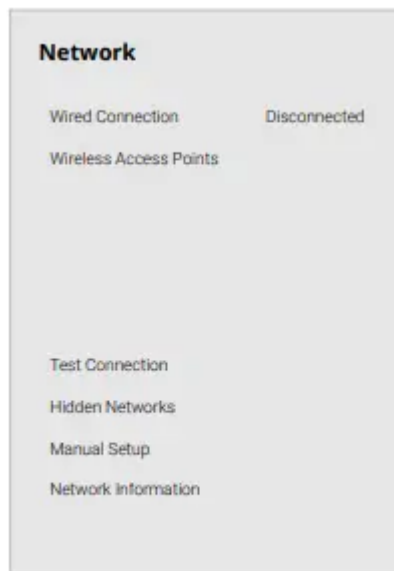 Network
Wired Connection Disconnected
Wireless Access Points
Test Connection
Hidden Networks
Manual Setup
Network Information